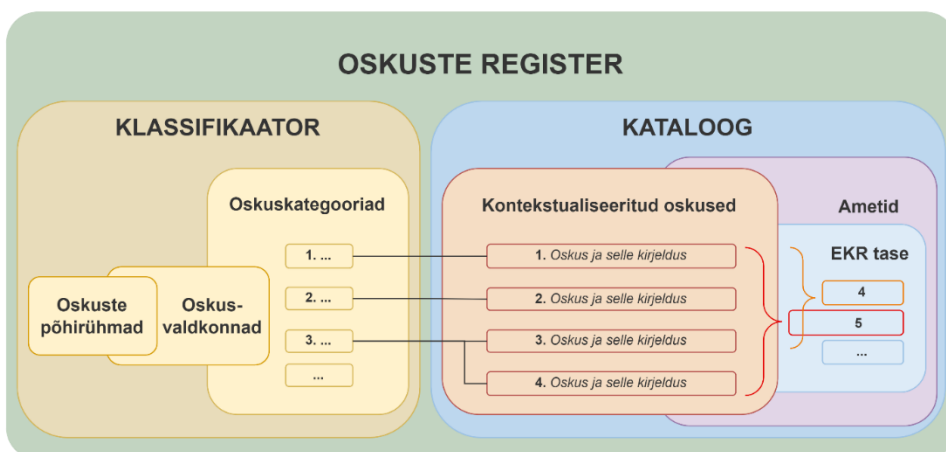 OSKUSTE REGISTER
KLASSIFIKAATOR
Oskuste
põhirühmad
Oskus-
valdkonnad
Oskuskategooriad
1. ...
2. ...
3. ...
...
KATALOOG
Kontekstualiseeritud oskused
1. Oskus ja selle kirjeldus
2. Oskus ja selle kirjeldus
3. Oskus ja selle kirjeldus
4. Oskus ja selle kirjeldus
Ametid
EKR tase
4
5
...